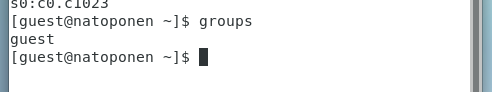 s0:c0.c1023
[guest@natoponen ~]$ groups
guest
[guest@natoponen ~]$